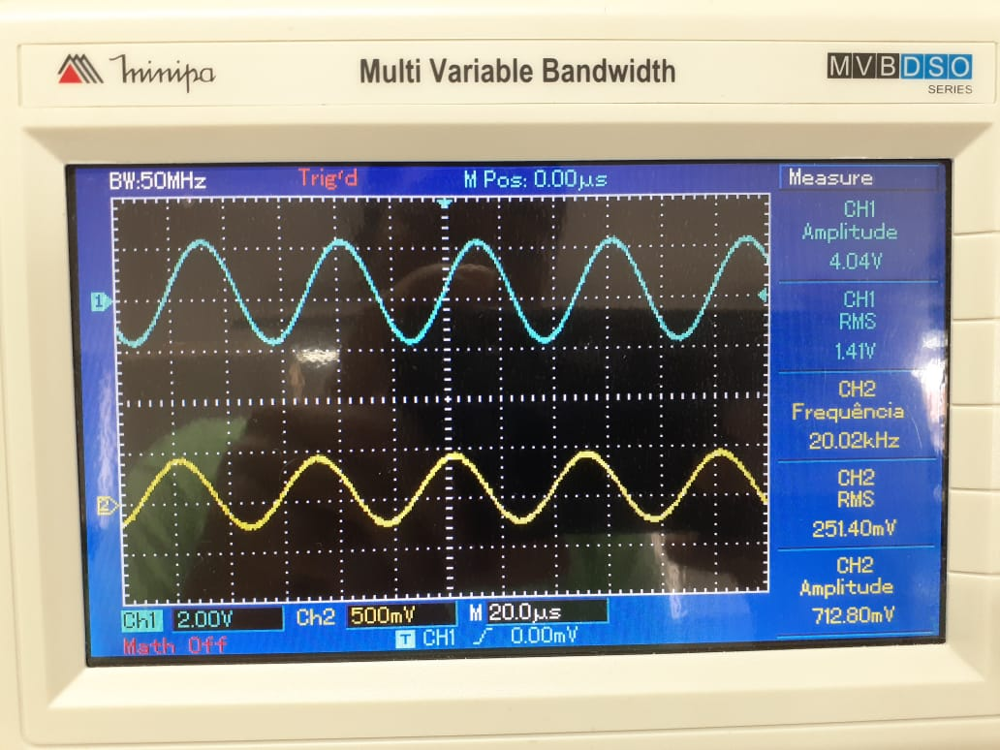 Minipa
Multi Variable Bandwidth
MVBDSO
SERIES
BW:50MHz
Trig'd
M Pos: 0.00µs
Measure
CH1
Amplitude
4.04V
CH1
RMS
1.41V
CH2
Frequência
20.02kHz
CH2
RMS
251.40mV
CH2
Amplitude
712.80mV
1
2
Ch1 2.00V Ch2 500mV M 20.0µs
Math Off
T CH1 0.00mV